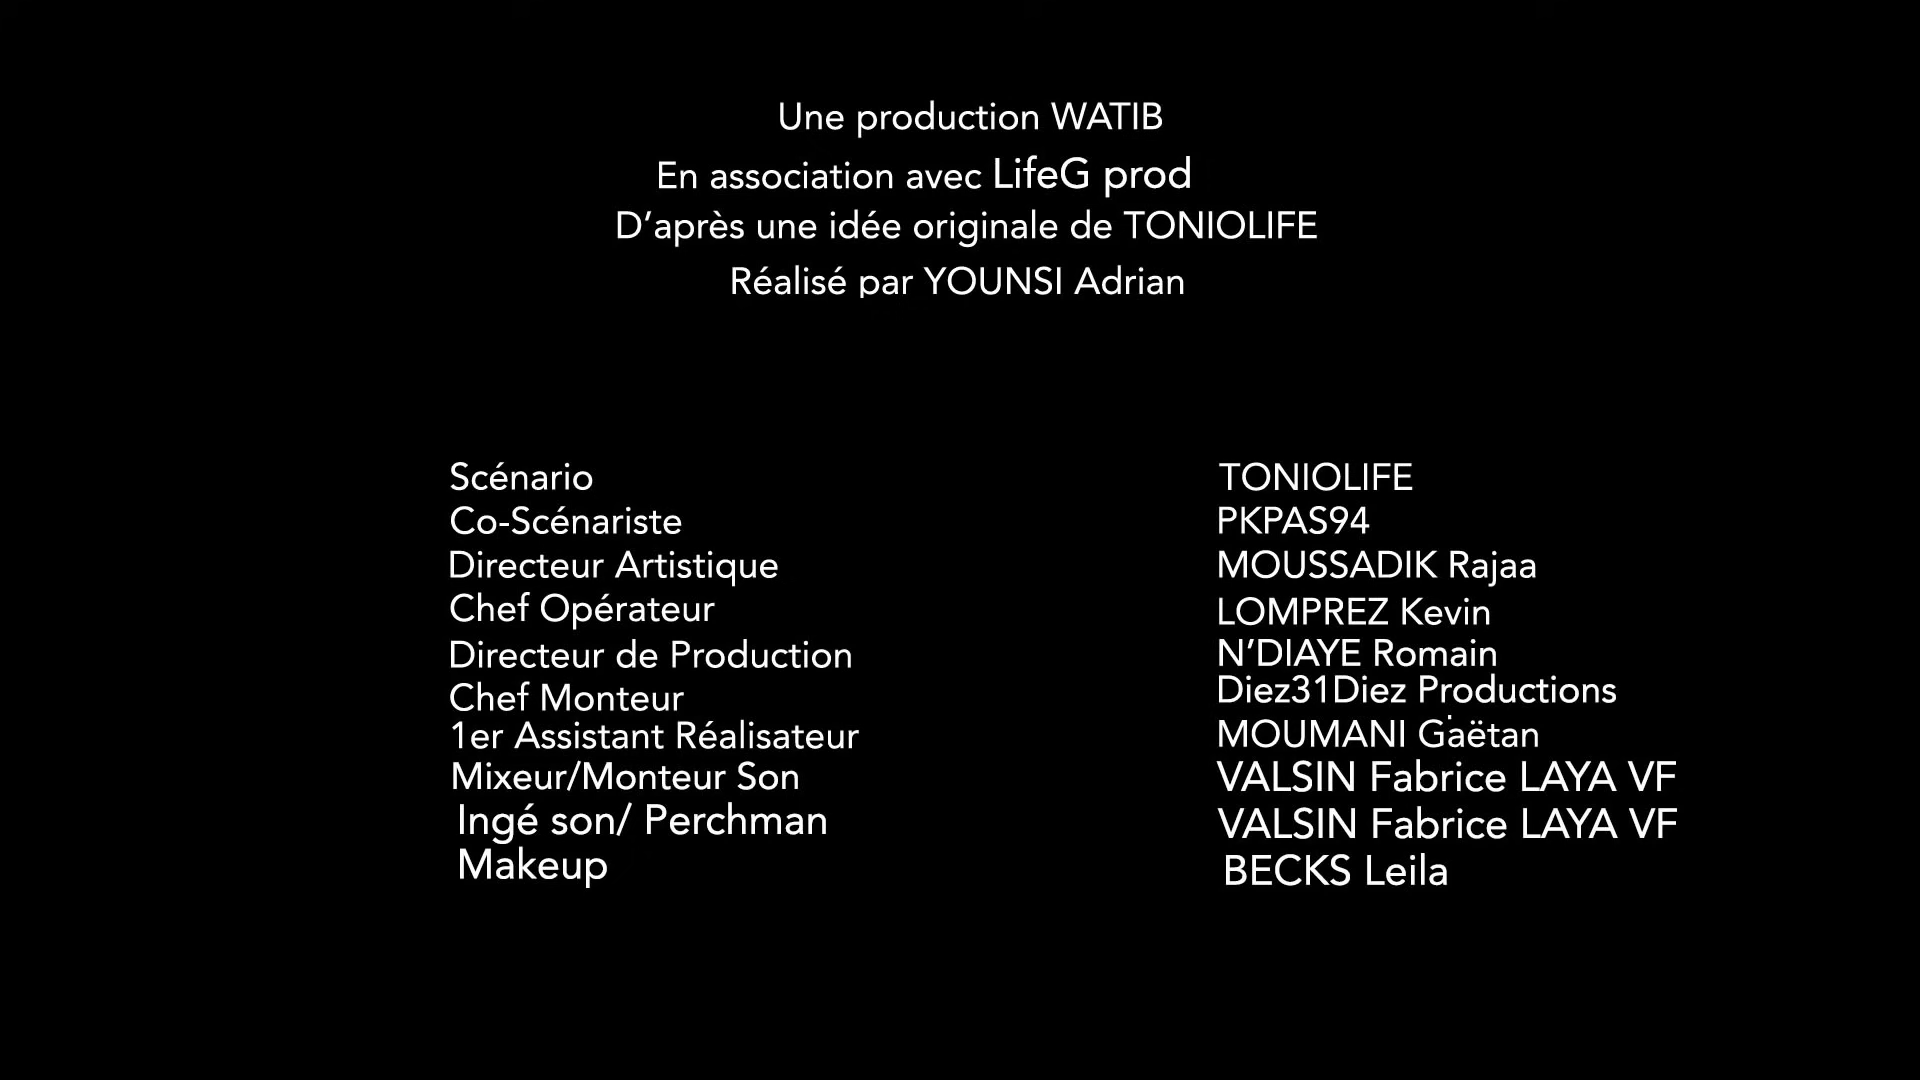 Une production WATIB
En association avec LifeG prod
D’après une idée originale de TONIOLIFE
Réalisé par YOUNSI Adrian
Scénario TONIOLIFE
Co-Scénariste PKPAS94
Directeur Artistique MOUSSADIK Rajaa
Chef Opérateur LOMPREZ Kevin
Directeur de Production N’DIAYE Romain
Chef Monteur Diez31Diez Productions
1er Assistant Réalisateur MOUMANI Gaëtan
Mixeur/Monteur Son VALSIN Fabrice LAYA VF
Ingé son/ Perchman VALSIN Fabrice LAYA VF
Makeup BECKS Leila